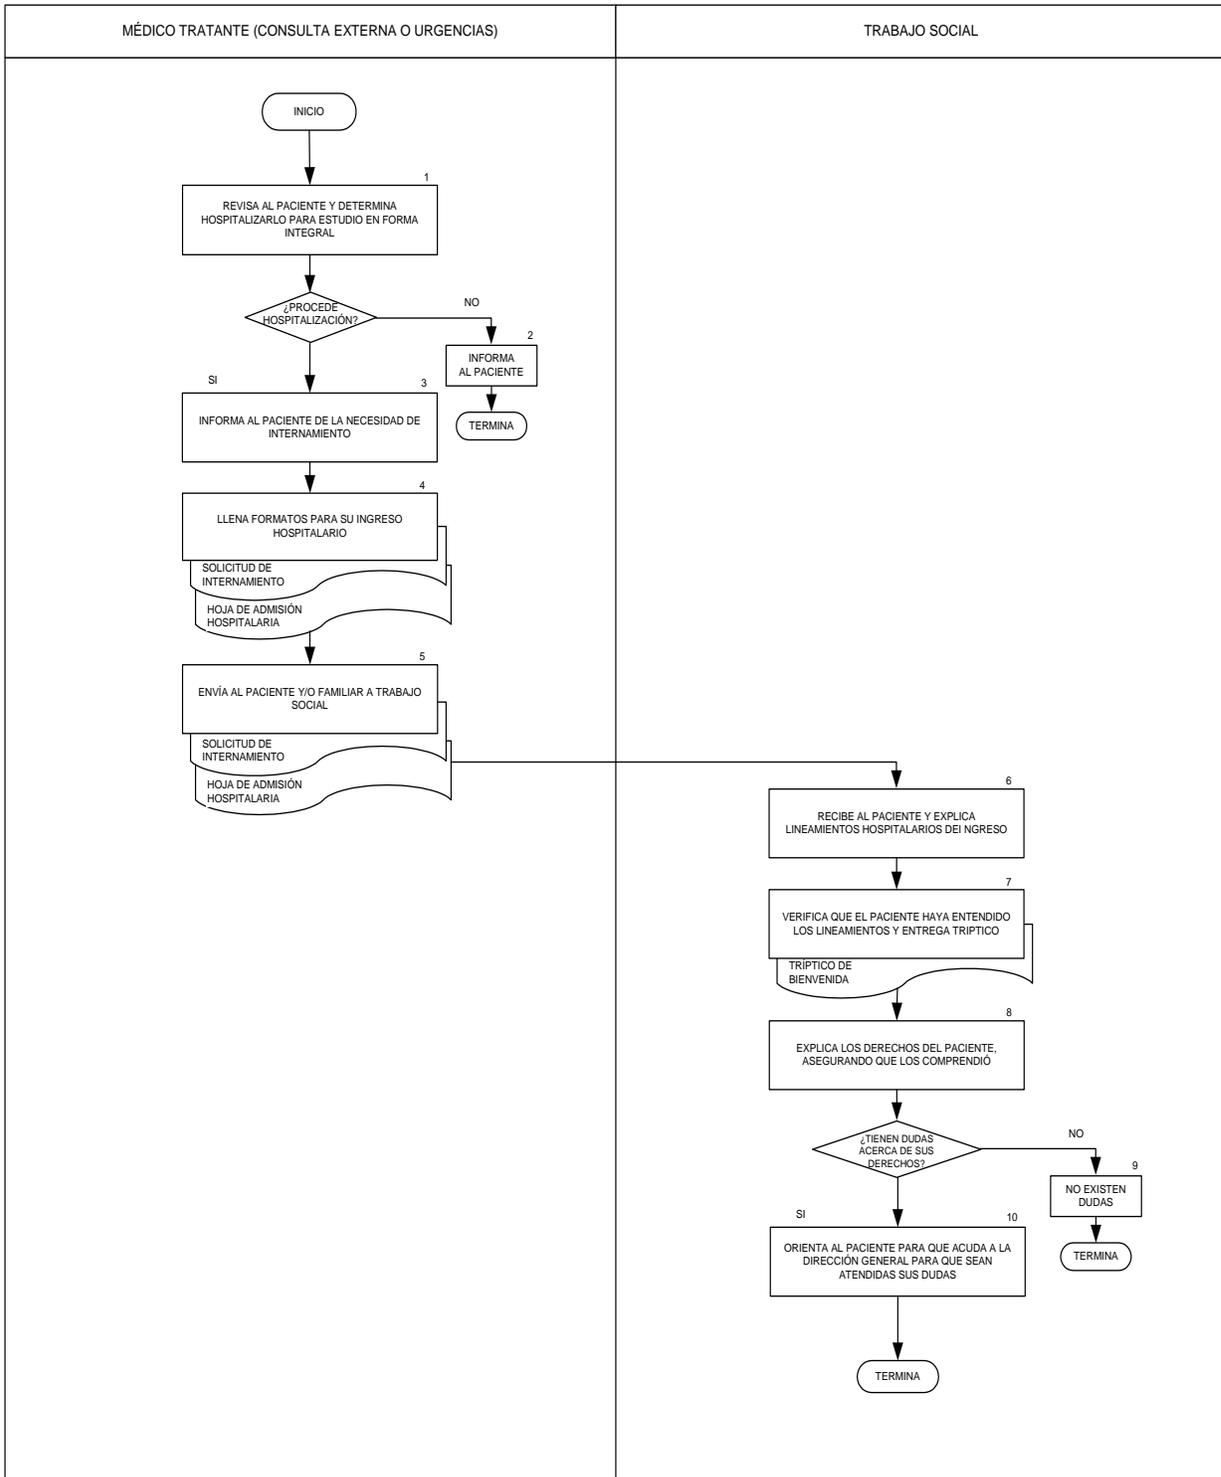 MÉDICO TRATANTE (CONSULTA EXTERNA O URGENCIAS)
TRABAJO SOCIAL
INICIO
1
REVISA AL PACIENTE Y DETERMINA
HOSPITALIZARLO PARA ESTUDIO EN FORMA
INTEGRAL
¿PROCEDE
HOSPITALIZACIÓN?
NO
2
INFORMA
AL PACIENTE
TERMINA
SI
3
INFORMA AL PACIENTE DE LA NECESIDAD DE
INTERNAMIENTO
4
LLENA FORMATOS PARA SU INGRESO
HOSPITALARIO
SOLICITUD DE
INTERNAMIENTO
HOJA DE ADMISIÓN
HOSPITALARIA
5
ENVÍA AL PACIENTE Y/O FAMILIAR A TRABAJO
SOCIAL
SOLICITUD DE
INTERNAMIENTO
HOJA DE ADMISIÓN
HOSPITALARIA
6
RECIBE AL PACIENTE Y EXPLICA
LINEAMIENTOS HOSPITALARIOS DEI NGRESO
7
VERIFICA QUE EL PACIENTE HAYA ENTENDIDO
LOS LINEAMIENTOS Y ENTREGA TRIPTICO
TRÍPTICO DE
BIENVENIDA
8
EXPLICA LOS DERECHOS DEL PACIENTE,
ASEGURANDO QUE LOS COMPRENDIÓ
¿TIENEN DUDAS
ACERCA DE SUS
DERECHOS?
NO
9
NO EXISTEN
DUDAS
TERMINA
SI
10
ORIENTA AL PACIENTE PARA QUE ACUDA A LA
DIRECCIÓN GENERAL PARA QUE SEAN
ATENDIDAS SUS DUDAS
TERMINA